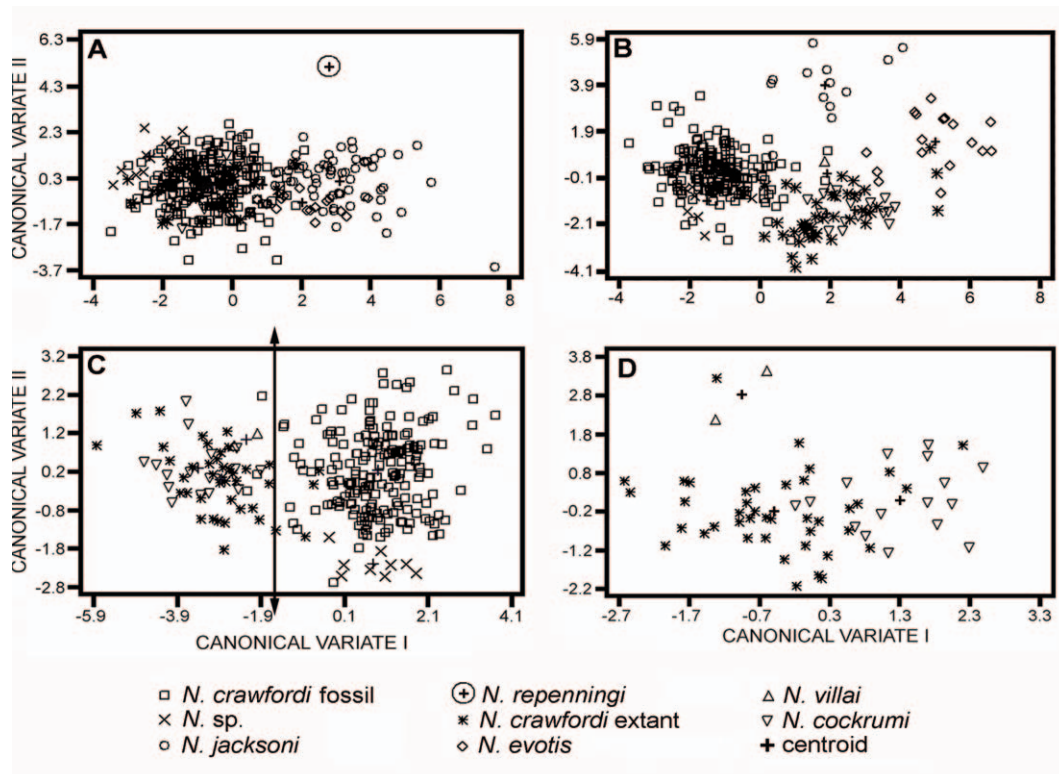 A
B
CANONICAL VARIATE II
6.3
4.3
2.3
0.3
-1.7
-3.7
-4 -2 0 2 4 6 8
5.9
3.9
1.9
-0.1
-2.1
-4.1
-4 -2 0 2 4 6 8
C
D
CANONICAL VARIATE II
3.2
2.2
1.2
0.2
-0.8
-1.8
-2.8
-5.9 -3.9 -1.9 0.1 2.1 4.1
CANONICAL VARIATE I
3.8
2.8
1.8
0.8
-0.2
-1.2
-2.2
-2.7 -1.7 -0.7 0.3 1.3 2.3 3.3
CANONICAL VARIATE I
N. crawfordi fossil
N. sp.
N. jacksoni
N. repenningi
N. crawfordi extant
N. evotis
N. villai
N. cockrumi
centroid